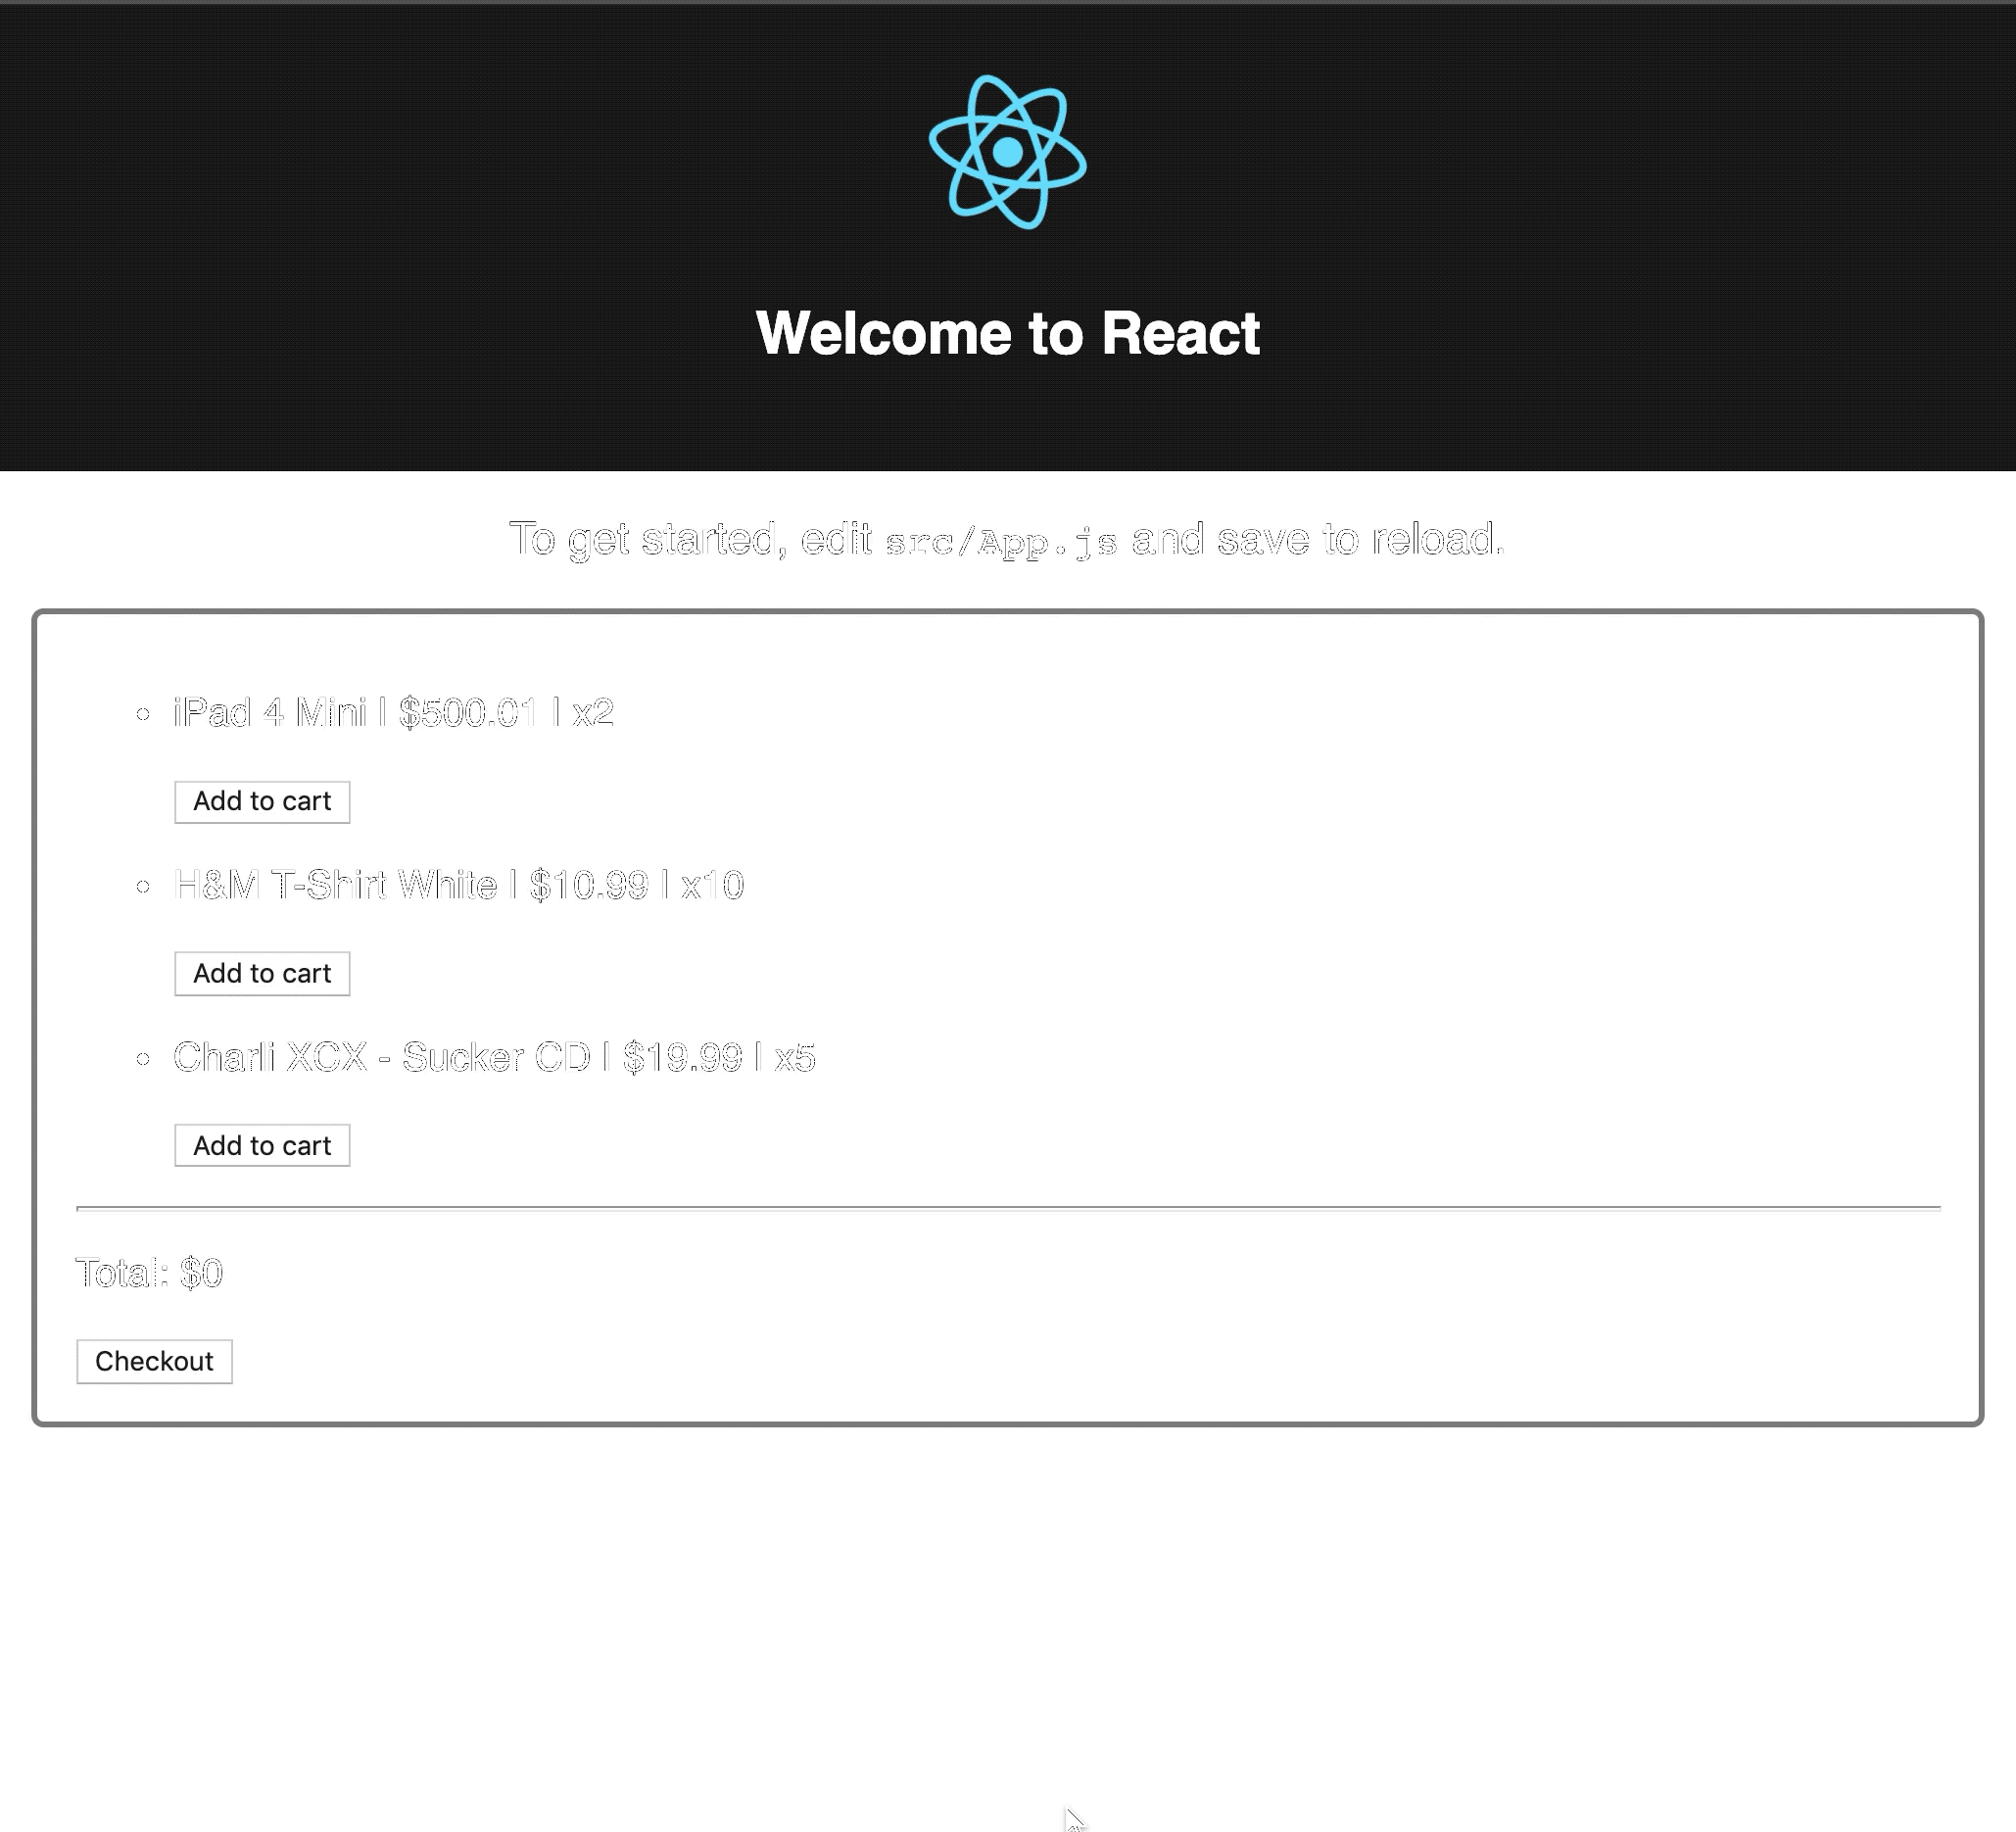 Welcome to React
To get started, edit src/App.js and save to reload.
iPad 4 Mini | $500.01 | x2
Add to cart
H&M T-Shirt White | $10.99 | x10
Add to cart
Charli XCX - Sucker CD | $19.99 | x5
Add to cart
Total: $0
Checkout